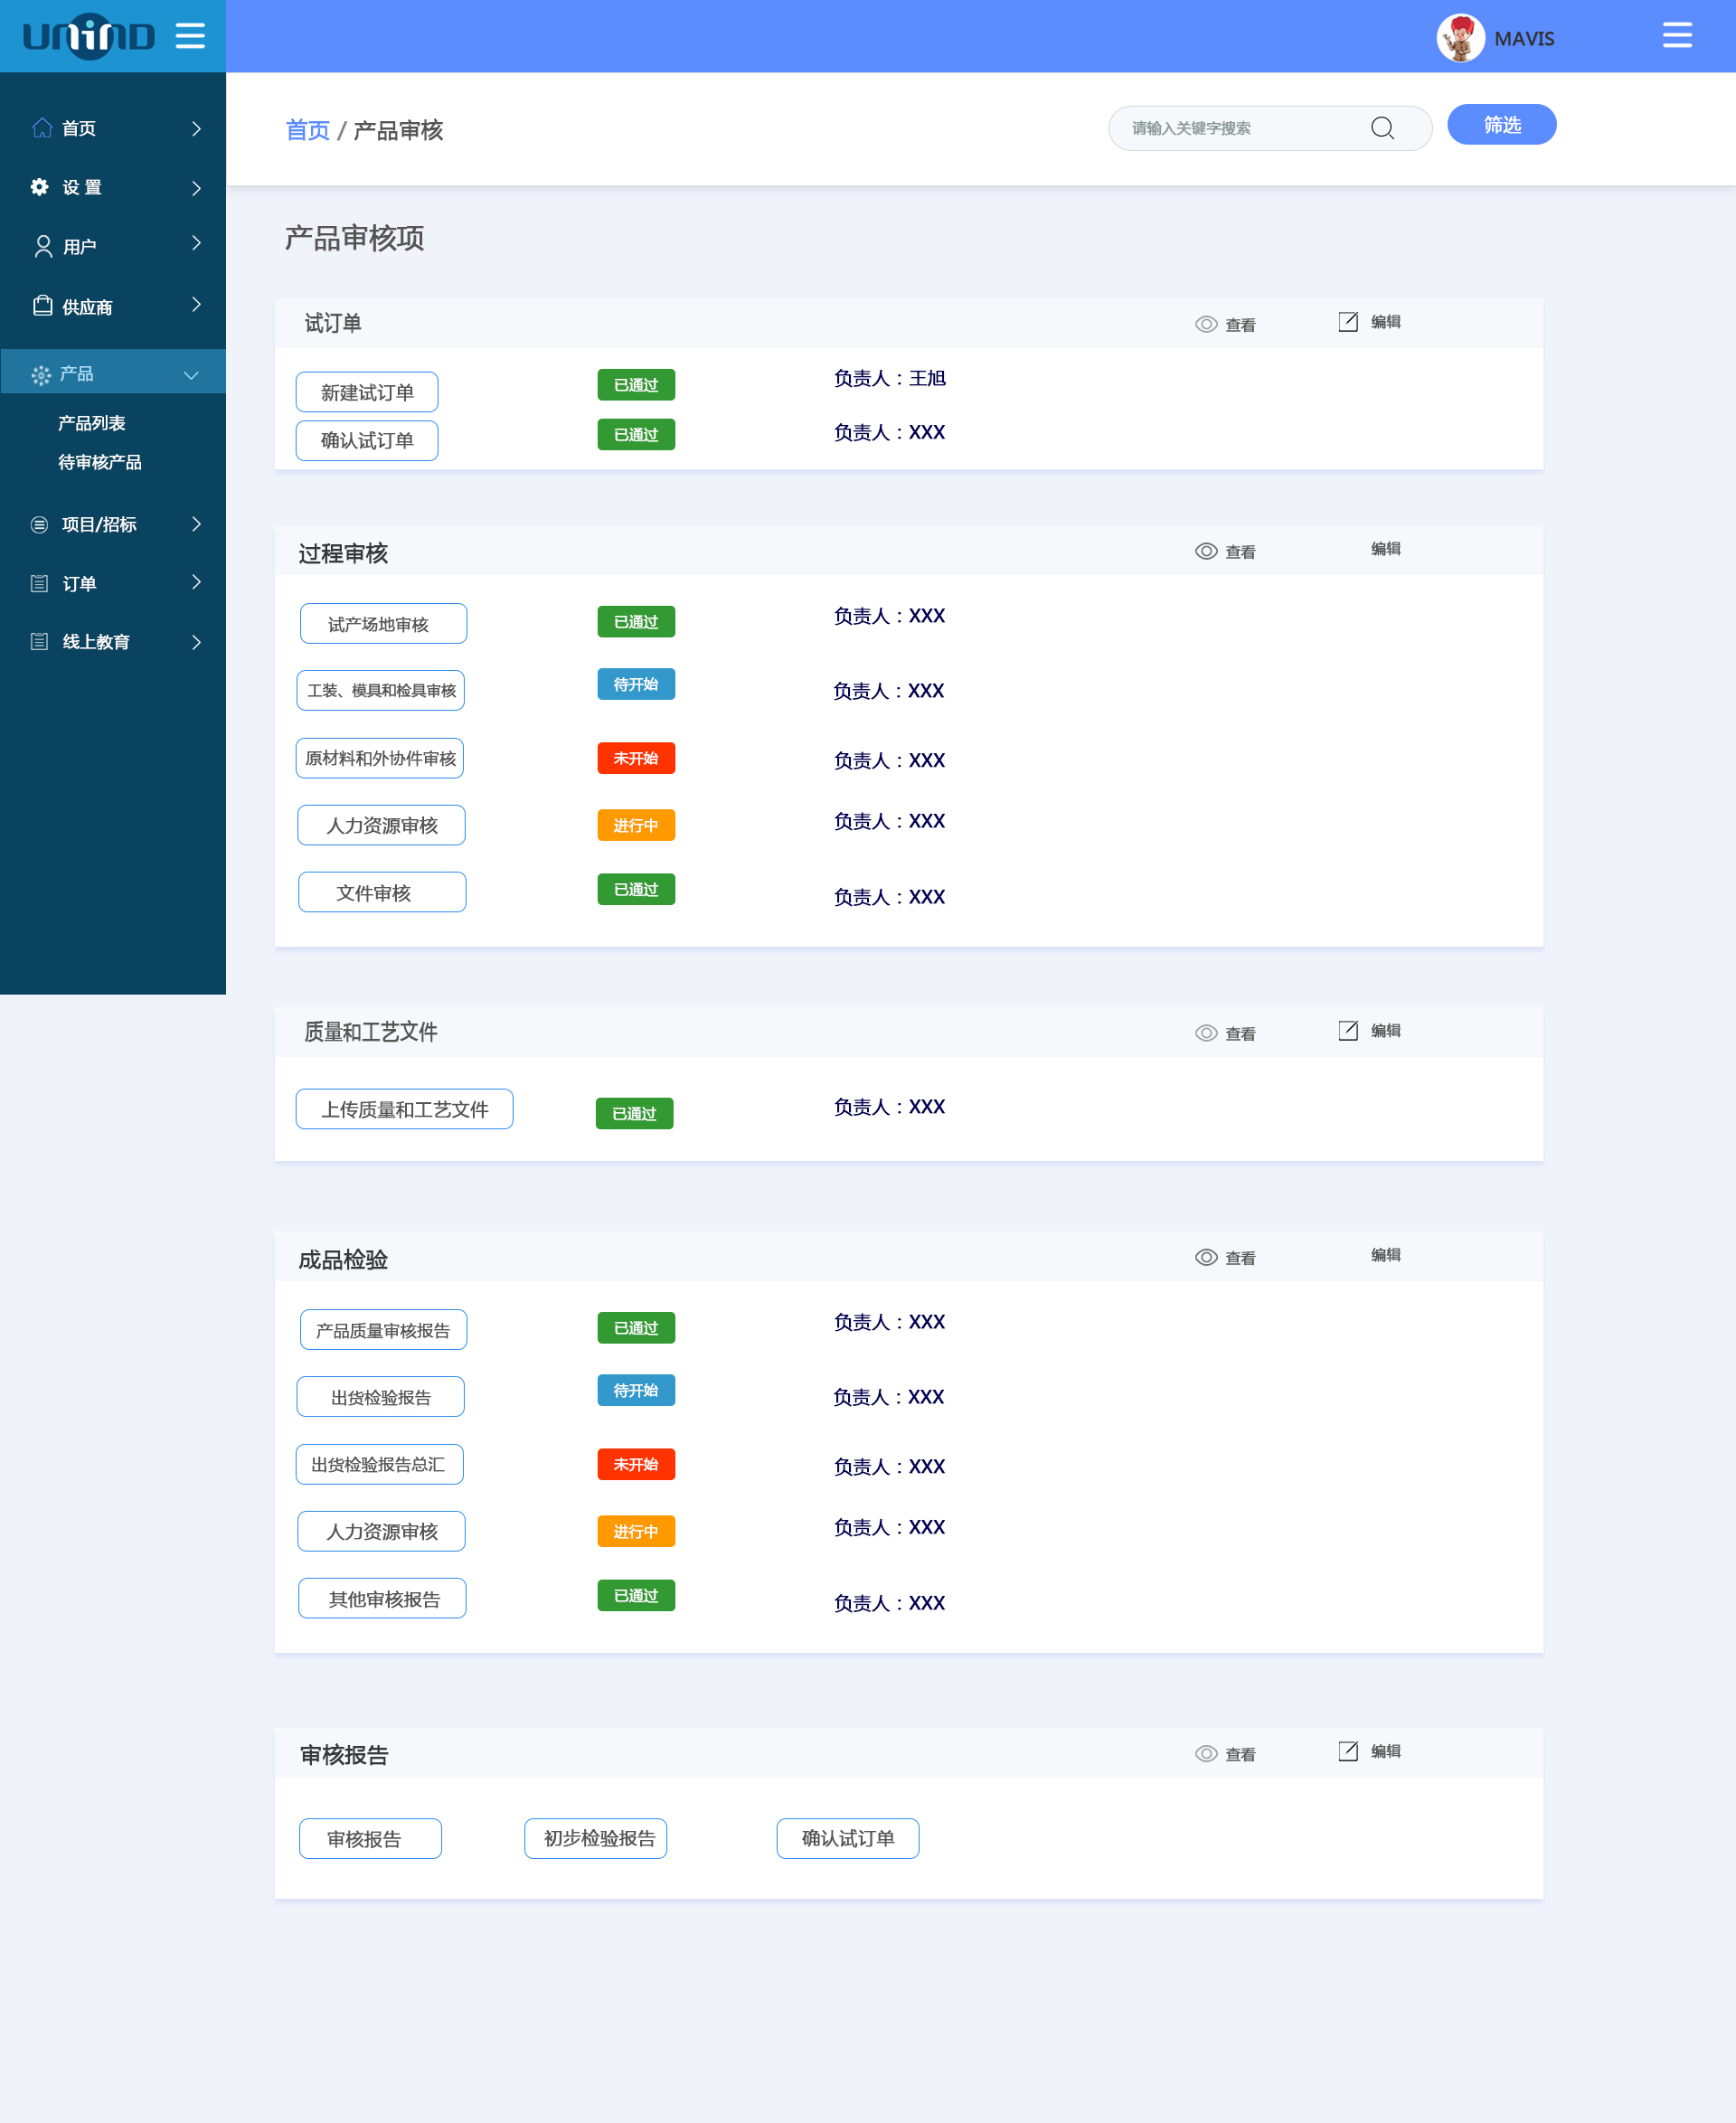 UNIIND
MAVIS
首页
设 置
用户
供应商
产品
产品列表
待审核产品
项目/招标
订单
线上教育
首页 / 产品审核
请输入关键字搜索
筛选
产品审核项
试订单 查看 编辑
新建试订单 已通过 负责人：王旭
确认试订单 已通过 负责人：XXX
过程审核 查看 编辑
试产场地审核 已通过 负责人：XXX
工装、模具和检具审核 待开始 负责人：XXX
原材料和外协件审核 未开始 负责人：XXX
人力资源审核 进行中 负责人：XXX
文件审核 已通过 负责人：XXX
质量和工艺文件 查看 编辑
上传质量和工艺文件 已通过 负责人：XXX
成品检验 查看 编辑
产品质量审核报告 已通过 负责人：XXX
出货检验报告 待开始 负责人：XXX
出货检验报告总汇 未开始 负责人：XXX
人力资源审核 进行中 负责人：XXX
其他审核报告 已通过 负责人：XXX
审核报告 查看 编辑
审核报告 初步检验报告 确认试订单